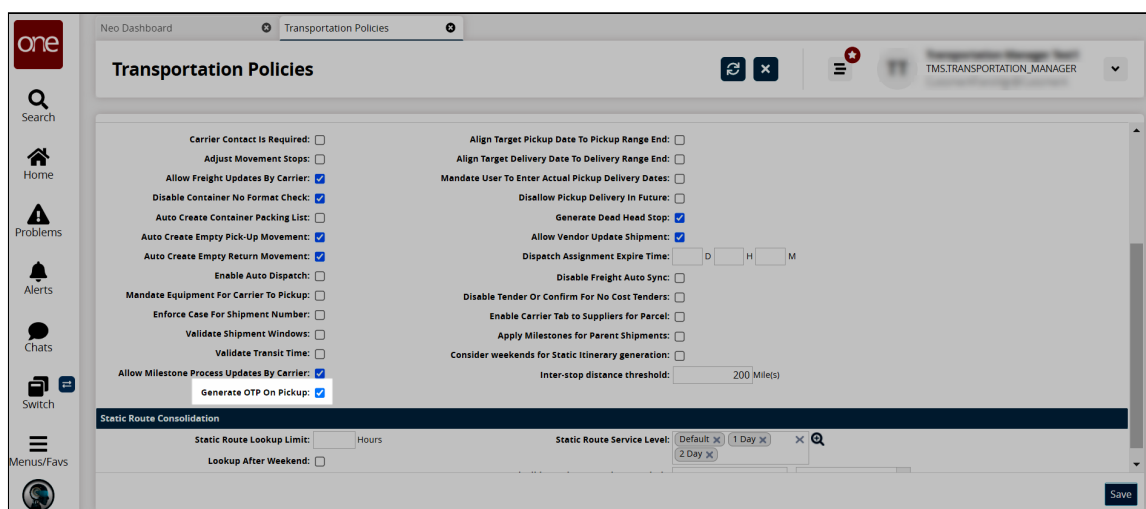 one
Neo Dashboard
Transportation Policies
Transportation Policies
TT
TMS.TRANSPORTATION_MANAGER
Search
Home
Problems
Alerts
Chats
Switch
Menus/Favs
Carrier Contact Is Required:
Adjust Movement Stops:
Allow Freight Updates By Carrier:
Disable Container No Format Check:
Auto Create Container Packing List:
Auto Create Empty Pick-Up Movement:
Auto Create Empty Return Movement:
Enable Auto Dispatch:
Mandate Equipment For Carrier To Pickup:
Enforce Case For Shipment Number:
Validate Shipment Windows:
Validate Transit Time:
Allow Milestone Process Updates By Carrier:
Generate OTP On Pickup:
Align Target Pickup Date To Pickup Range End:
Align Target Delivery Date To Delivery Range End:
Mandate User To Enter Actual Pickup Delivery Dates:
Disallow Pickup Delivery In Future:
Generate Dead Head Stop:
Allow Vendor Update Shipment:
Dispatch Assignment Expire Time: D H M
Disable Freight Auto Sync:
Disable Tender Or Confirm For No Cost Tenders:
Enable Carrier Tab to Suppliers for Parcel:
Apply Milestones for Parent Shipments:
Consider weekends for Static Itinerary generation:
Inter-stop distance threshold: 200 Mile(s)
Static Route Consolidation
Static Route Lookup Limit: Hours
Lookup After Weekend:
Static Route Service Level: Default 1 Day
2 Day
Save